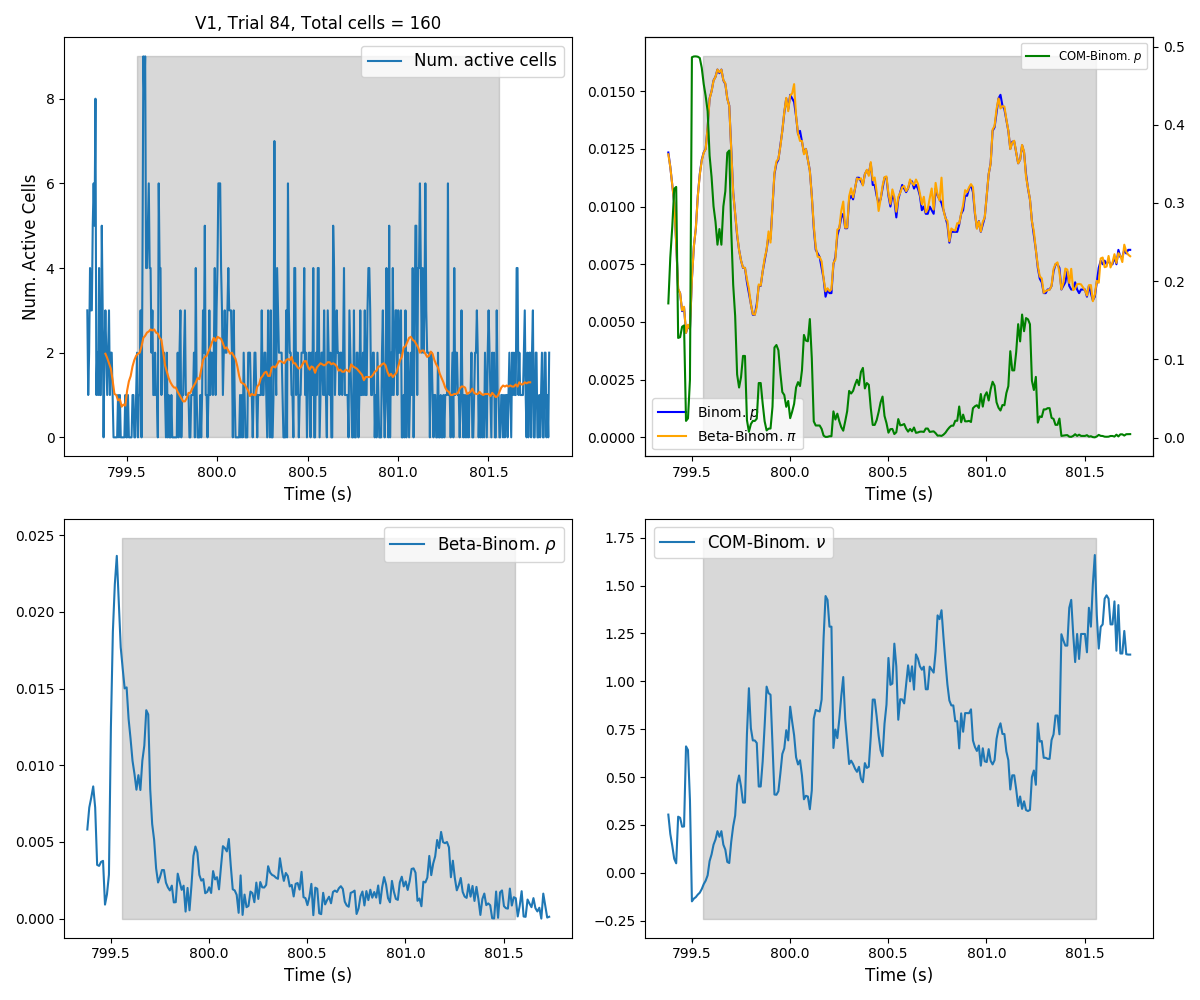 V1, Trial 84, Total cells = 160
Num. active cells
Num. Active Cells
8
6
4
2
0
799.5 800.0 800.5 801.0 801.5
Time (s)
COM-Binom. p
Binom. p
Beta-Binom. π
0.0150
0.0125
0.0100
0.0075
0.0050
0.0025
0.0000
0.5
0.4
0.3
0.2
0.1
0.0
799.5 800.0 800.5 801.0 801.5
Time (s)
Beta-Binom. ρ
0.025
0.020
0.015
0.010
0.005
0.000
799.5 800.0 800.5 801.0 801.5
Time (s)
COM-Binom. ν
1.75
1.50
1.25
1.00
0.75
0.50
0.25
0.00
−0.25
799.5 800.0 800.5 801.0 801.5
Time (s)